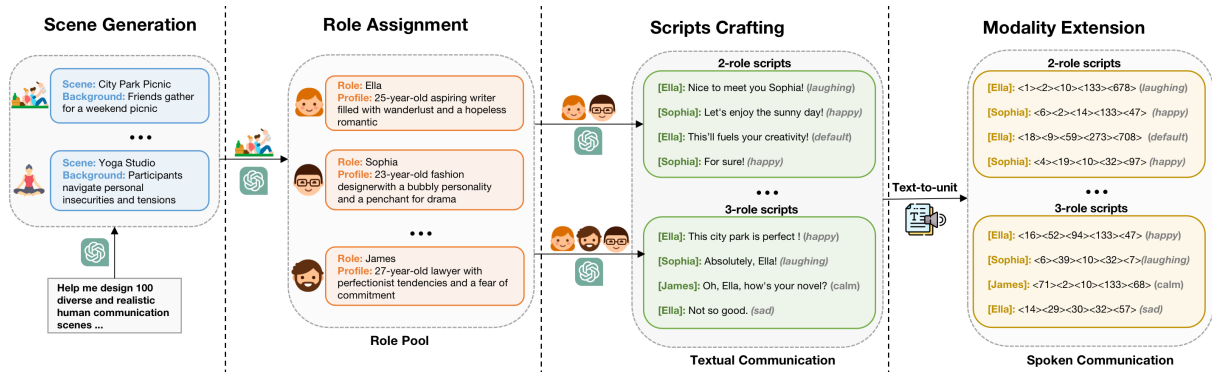 Scene Generation
Scene: City Park Picnic
Background: Friends gather
for a weekend picnic
•••
Scene: Yoga Studio
Background: Participants
navigate personal
insecurities and tensions
Help me design 100
diverse and realistic
human communication
scenes ...
Role Assignment
Role: Ella
Profile: 25-year-old aspiring writer
filled with wanderlust and a hopeless
romantic
Role: Sophia
Profile: 23-year-old fashion
designerwith a bubbly personality
and a penchant for drama
•••
Role: James
Profile: 27-year-old lawyer with
perfectionist tendencies and a fear of
commitment
Role Pool
Scripts Crafting
2-role scripts
[Ella]: Nice to meet you Sophia! (laughing)
[Sophia]: Let's enjoy the sunny day! (happy)
[Ella]: This'll fuels your creativity! (default)
[Sophia]: For sure! (happy)
•••
3-role scripts
[Ella]: This city park is perfect ! (happy)
[Sophia]: Absolutely, Ella! (laughing)
[James]: Oh, Ella, how's your novel? (calm)
[Ella]: Not so good. (sad)
Textual Communication
Text-to-unit
Modality Extension
2-role scripts
[Ella]: <1><2><10><133><678> (laughing)
[Sophia]: <6><2><14><133><47> (happy)
[Ella]: <18><9><59><273><708> (default)
[Sophia]: <4><19><10><32><97> (happy)
•••
3-role scripts
[Ella]: <16><52><94><133><47> (happy)
[Sophia]: <6><39><10><32><7>(laughing)
[James]: <71><2><10><133><68> (calm)
[Ella]: <14><29><30><32><57> (sad)
Spoken Communication